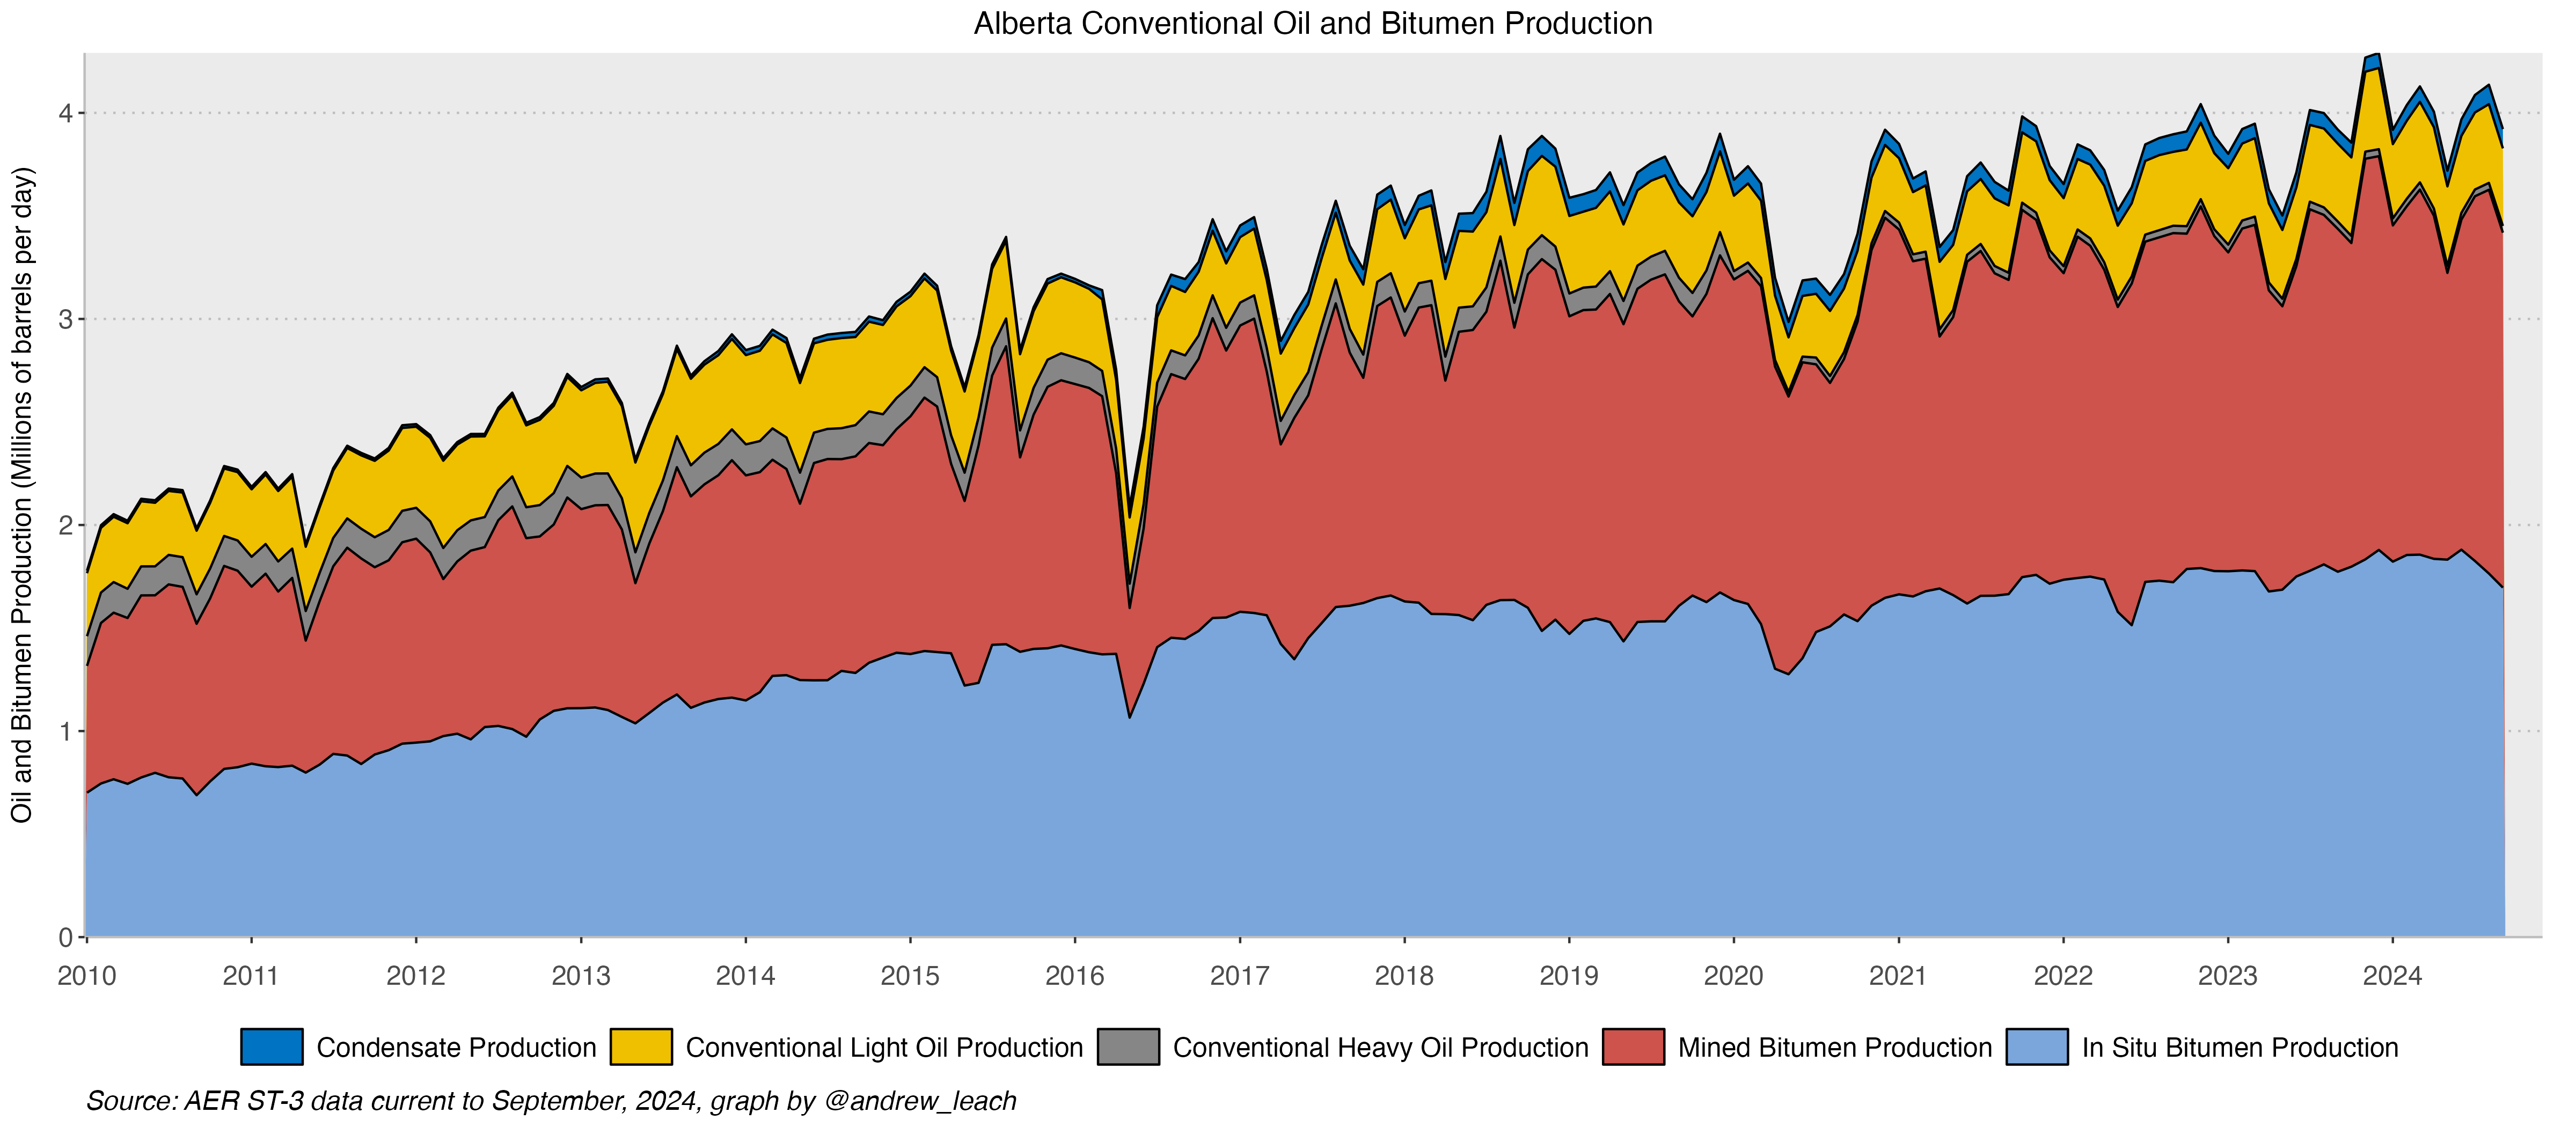 Alberta Conventional Oil and Bitumen Production
Oil and Bitumen Production (Millions of barrels per day)
4
3
2
1
0
2010 2011 2012 2013 2014 2015 2016 2017 2018 2019 2020 2021 2022 2023 2024
Condensate Production Conventional Light Oil Production Conventional Heavy Oil Production Mined Bitumen Production In Situ Bitumen Production
Source: AER ST-3 data current to September, 2024, graph by @andrew_leach